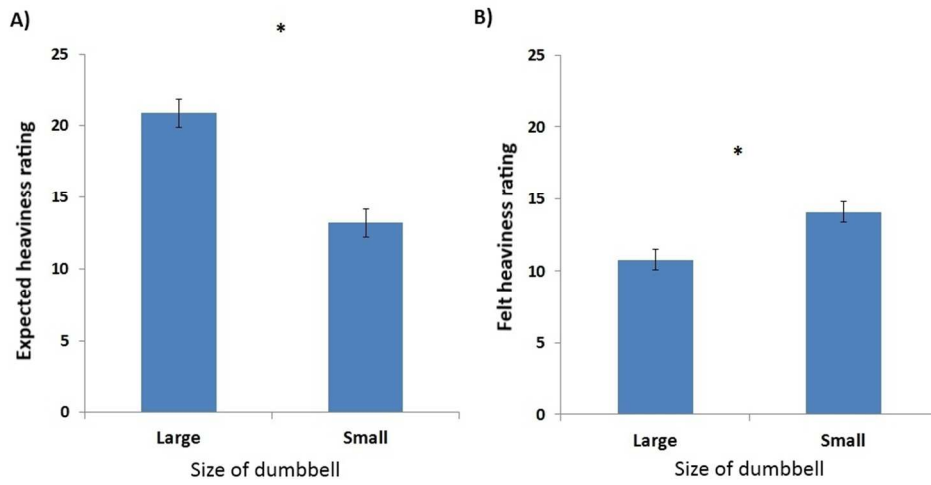 A)
*
25
20
15
10
5
0
Expected heaviness rating
Large Small
Size of dumbbell
B)
*
25
20
15
10
5
0
Felt heaviness rating
Large Small
Size of dumbbell